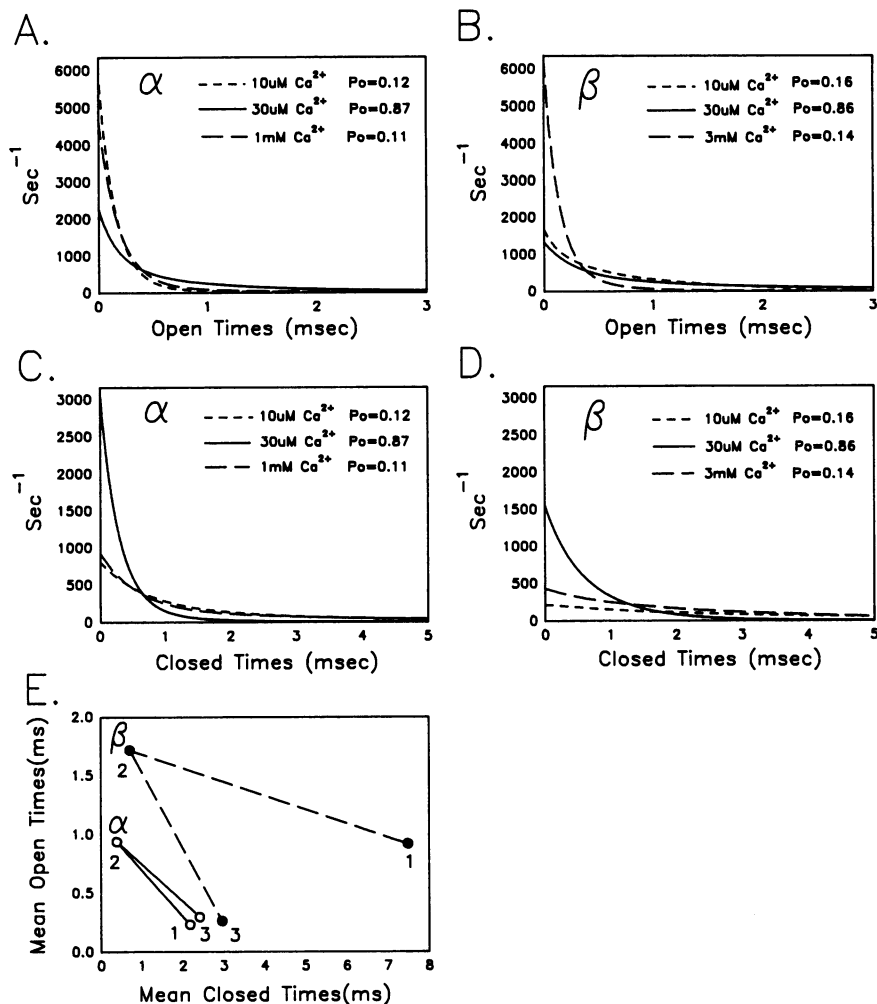 A.
α
10uM Ca²⁺ Po=0.12
30uM Ca²⁺ Po=0.87
1mM Ca²⁺ Po=0.11
6000
5000
4000
3000
2000
1000
0
Sec⁻¹
1
2
3
Open Times (msec)
B.
β
10uM Ca²⁺ Po=0.16
30uM Ca²⁺ Po=0.86
3mM Ca²⁺ Po=0.14
6000
5000
4000
3000
2000
1000
0
Sec⁻¹
0
1
2
3
Open Times (msec)
C.
α
10uM Ca²⁺ Po=0.12
30uM Ca²⁺ Po=0.87
1mM Ca²⁺ Po=0.11
3000
2500
2000
1500
1000
500
0
Sec⁻¹
0
1
2
3
4
5
Closed Times (msec)
D.
β
10uM Ca²⁺ Po=0.16
30uM Ca²⁺ Po=0.86
3mM Ca²⁺ Po=0.14
3000
2500
2000
1500
1000
500
0
Sec⁻¹
0
1
2
3
4
5
Closed Times (msec)
E.
2.0
1.5
1.0
0.5
0.0
Mean Open Times(ms)
β
2
α
2
1
3
3
1
0
1
2
3
4
5
6
7
8
Mean Closed Times(ms)